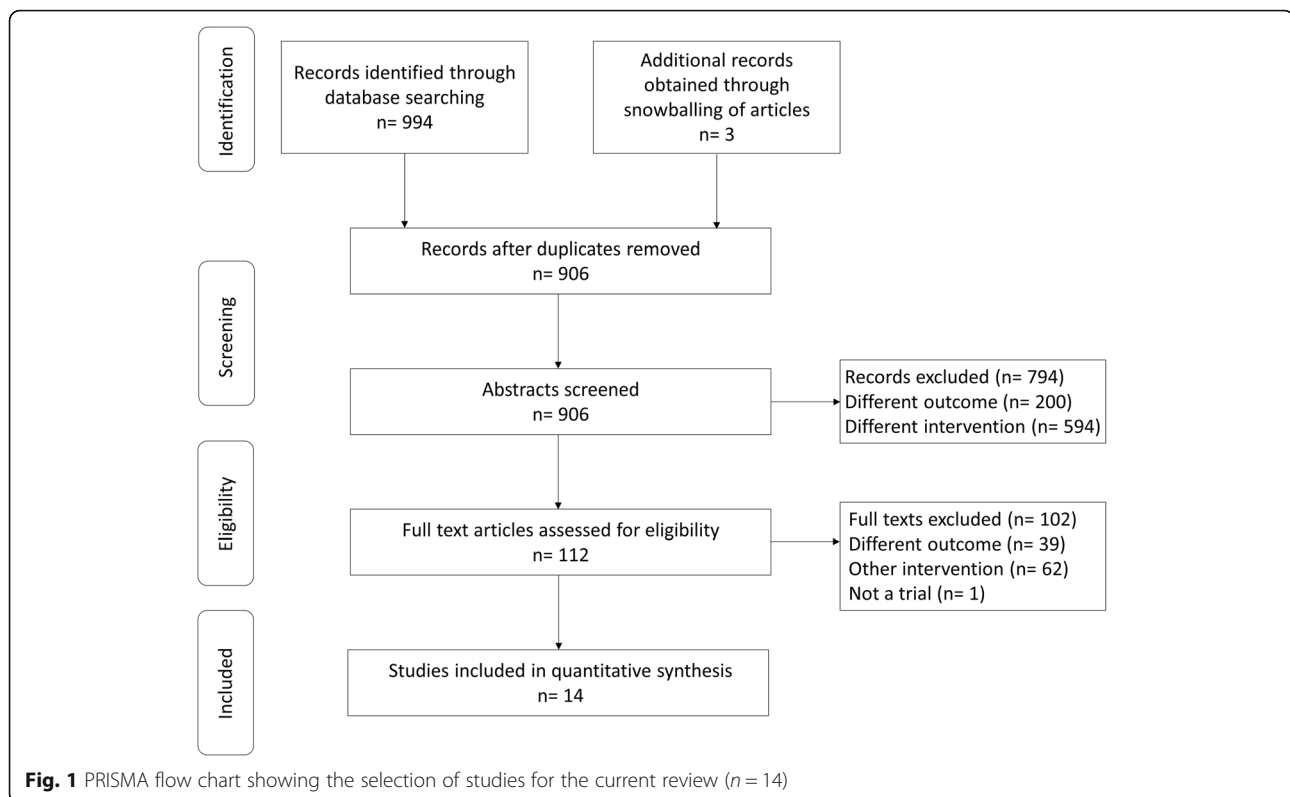 Identification
Records identified through
database searching
n= 994
Additional records
obtained through
snowballing of articles
n= 3
Records after duplicates removed
n= 906
Screening
Abstracts screened
n= 906
Records excluded (n= 794)
Different outcome (n= 200)
Different intervention (n= 594)
Eligibility
Full text articles assessed for eligibility
n= 112
Full texts excluded (n= 102)
Different outcome (n= 39)
Other intervention (n= 62)
Not a trial (n= 1)
Included
Studies included in quantitative synthesis
n= 14
Fig. 1 PRISMA flow chart showing the selection of studies for the current review (n = 14)